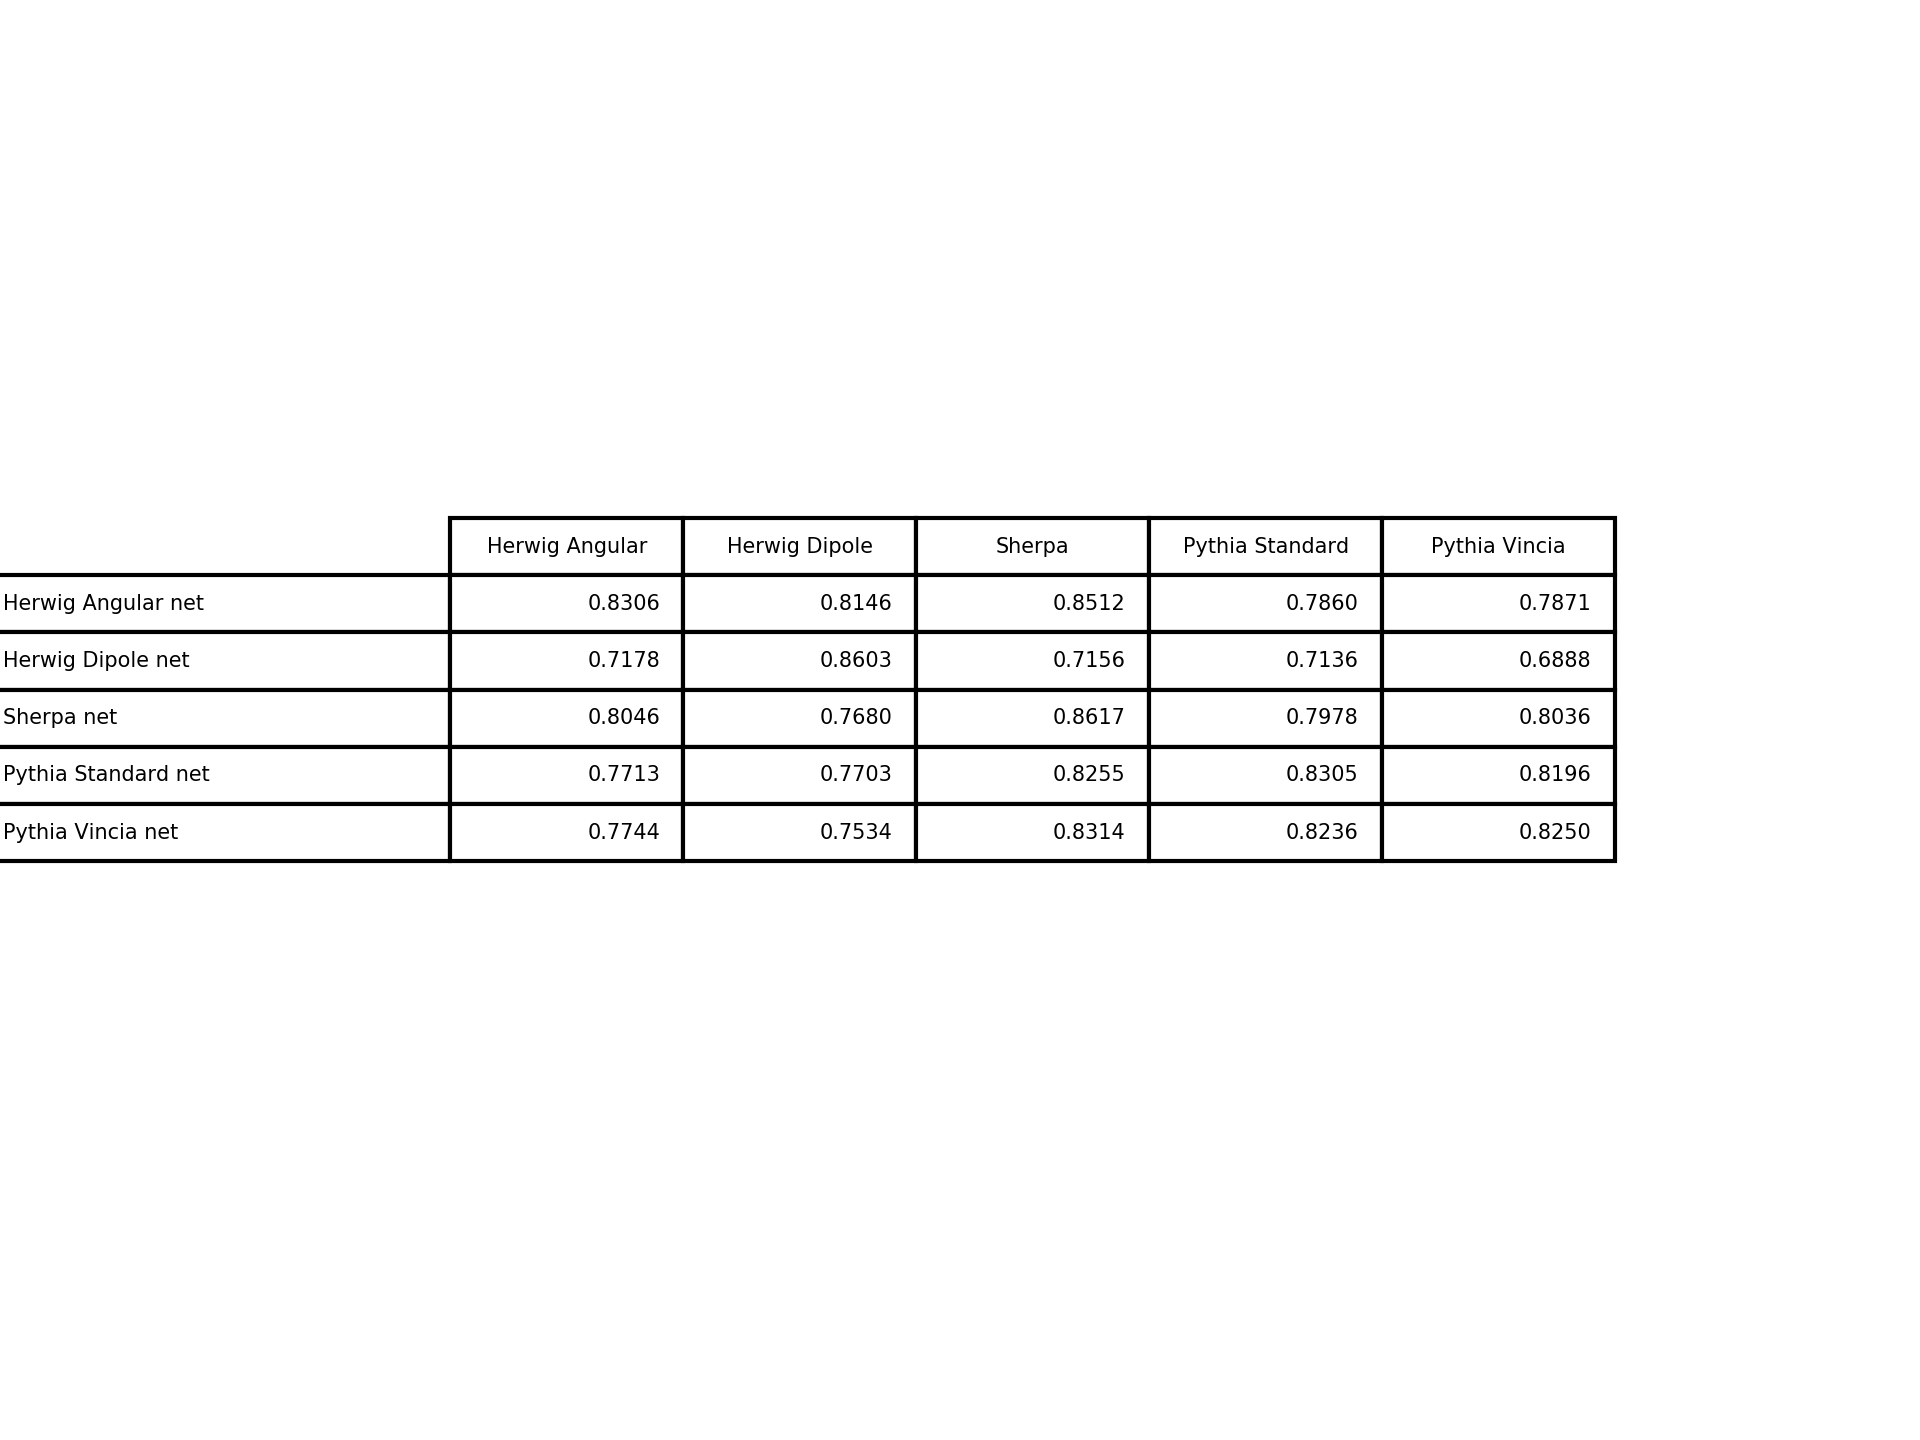 Herwig Angular Herwig Dipole Sherpa Pythia Standard Pythia Vincia
Herwig Angular net 0.8306 0.8146 0.8512 0.7860 0.7871
Herwig Dipole net 0.7178 0.8603 0.7156 0.7136 0.6888
Sherpa net 0.8046 0.7680 0.8617 0.7978 0.8036
Pythia Standard net 0.7713 0.7703 0.8255 0.8305 0.8196
Pythia Vincia net 0.7744 0.7534 0.8314 0.8236 0.8250